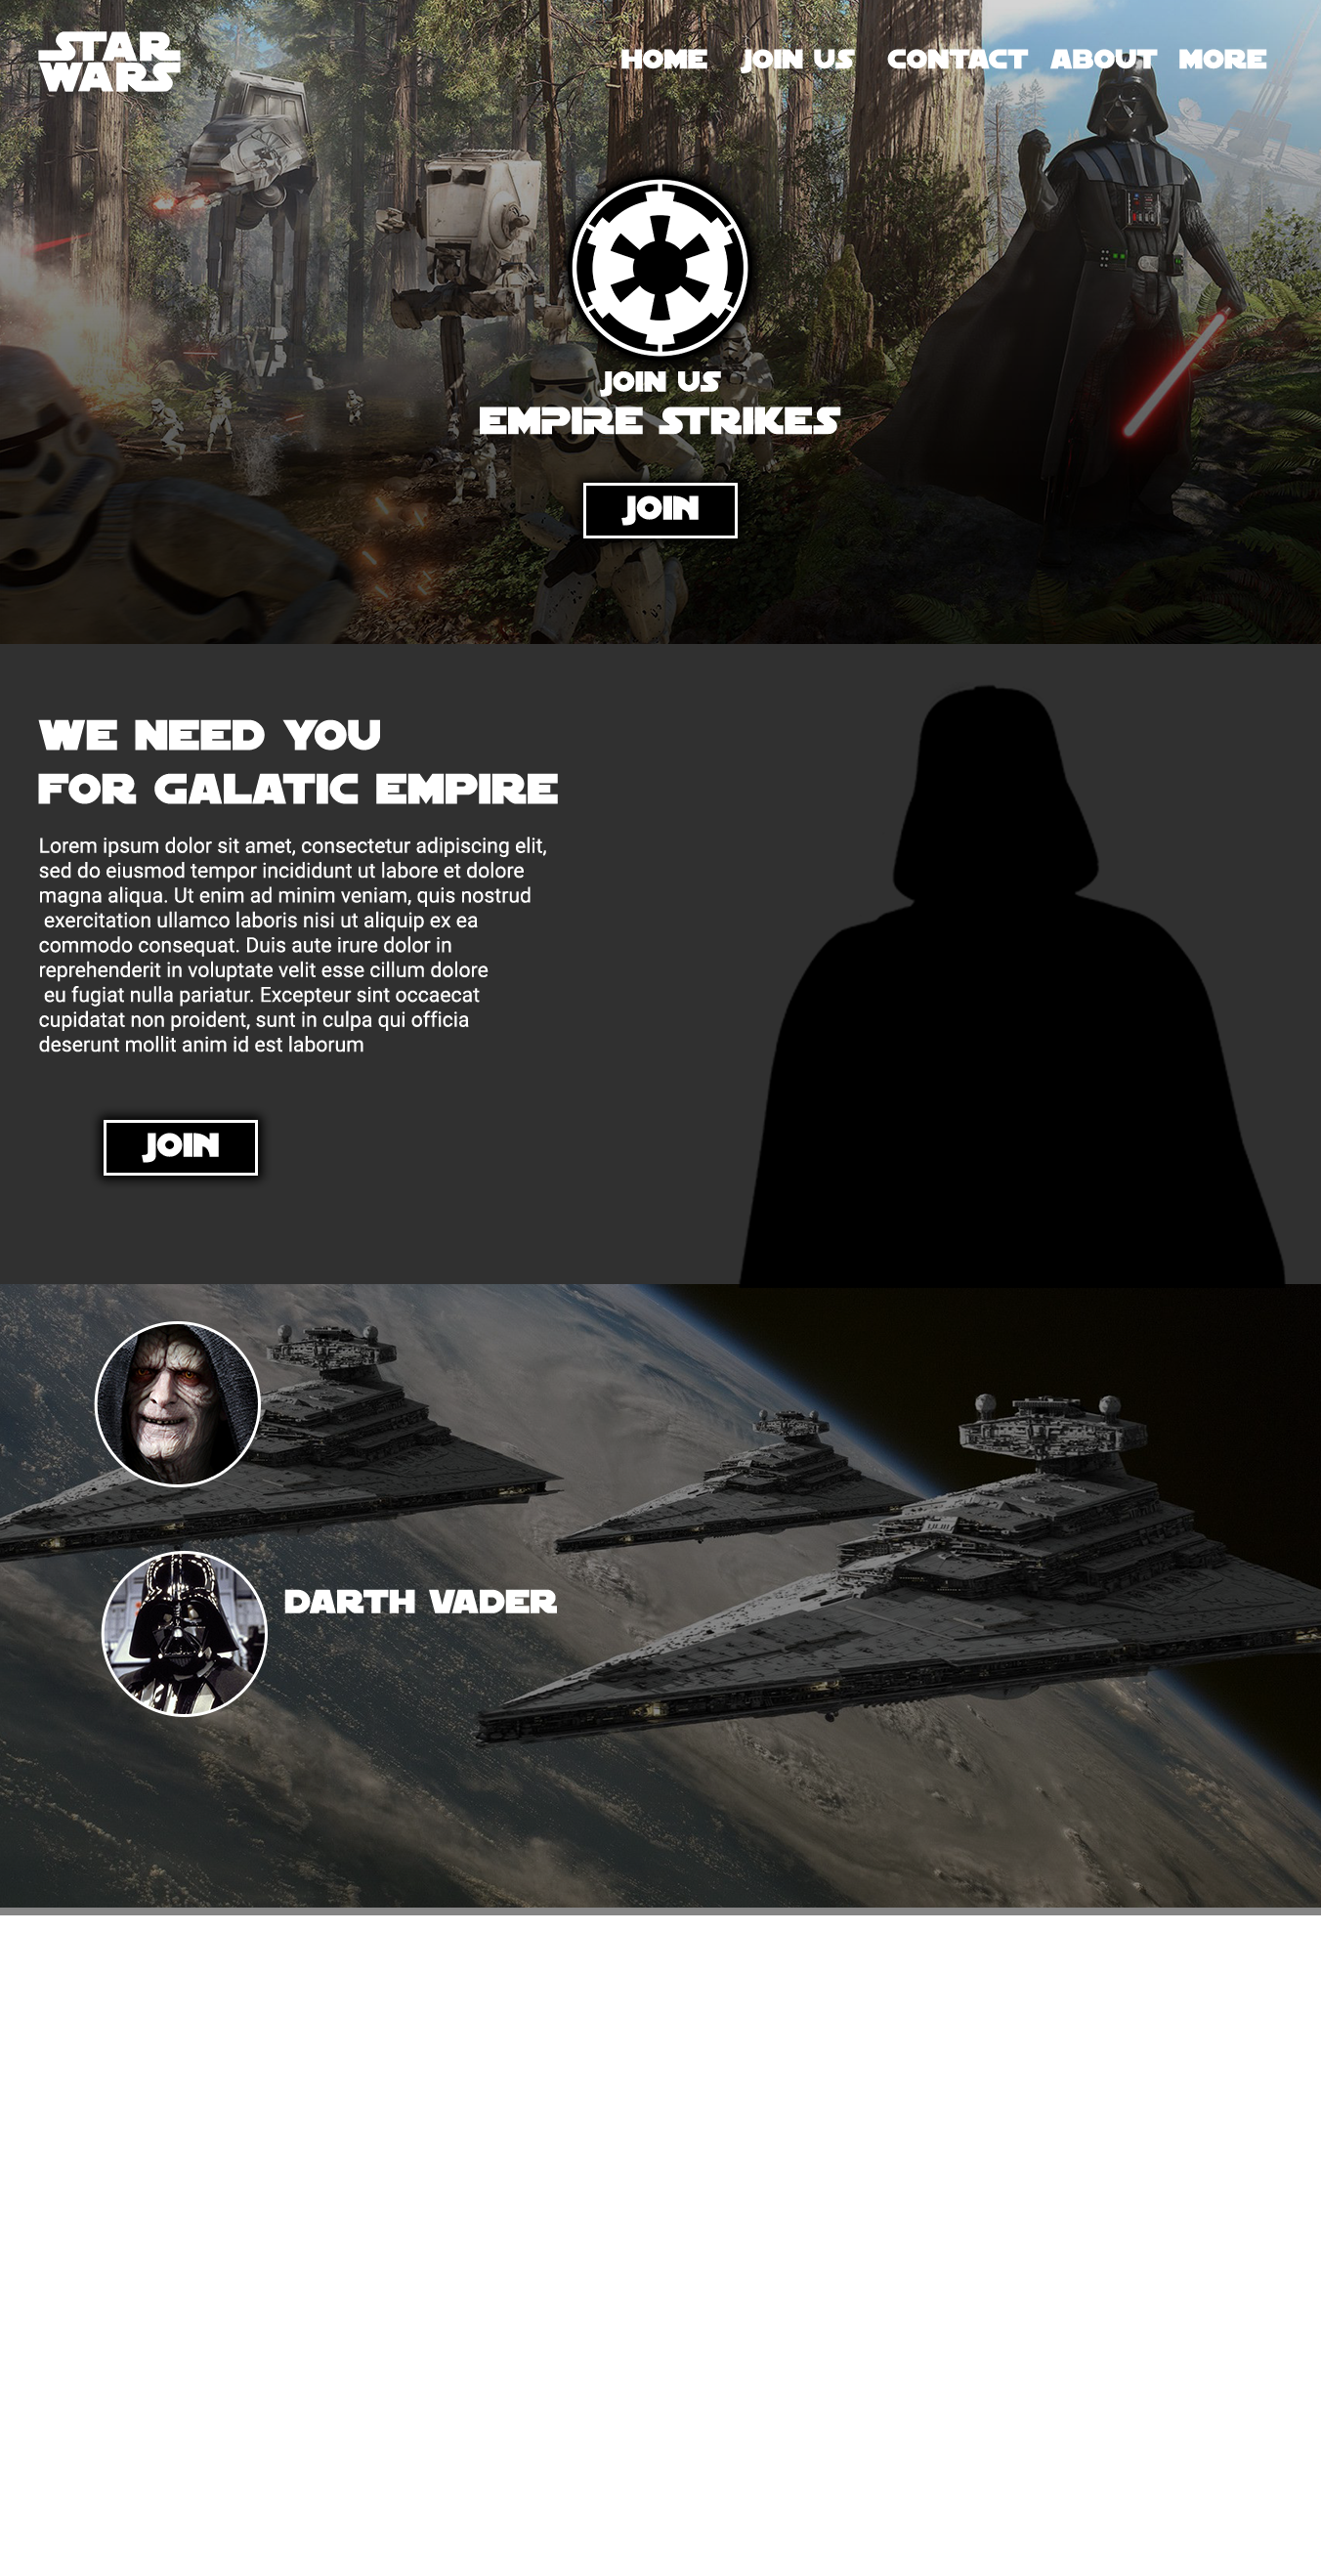 STAR
WARS
HOME JOIN US CONTACT ABOUT MORE
JOIN US
EMPIRE STRIKES
JOIN
WE NEED YOU
FOR GALATIC EMPIRE
Lorem ipsum dolor sit amet, consectetur adipiscing elit,
sed do eiusmod tempor incididunt ut labore et dolore
magna aliqua. Ut enim ad minim veniam, quis nostrud
exercitation ullamco laboris nisi ut aliquip ex ea
commodo consequat. Duis aute irure dolor in
reprehenderit in voluptate velit esse cillum dolore
eu fugiat nulla pariatur. Excepteur sint occaecat
cupidatat non proident, sunt in culpa qui officia
deserunt mollit anim id est laborum
JOIN
DARTH VADER